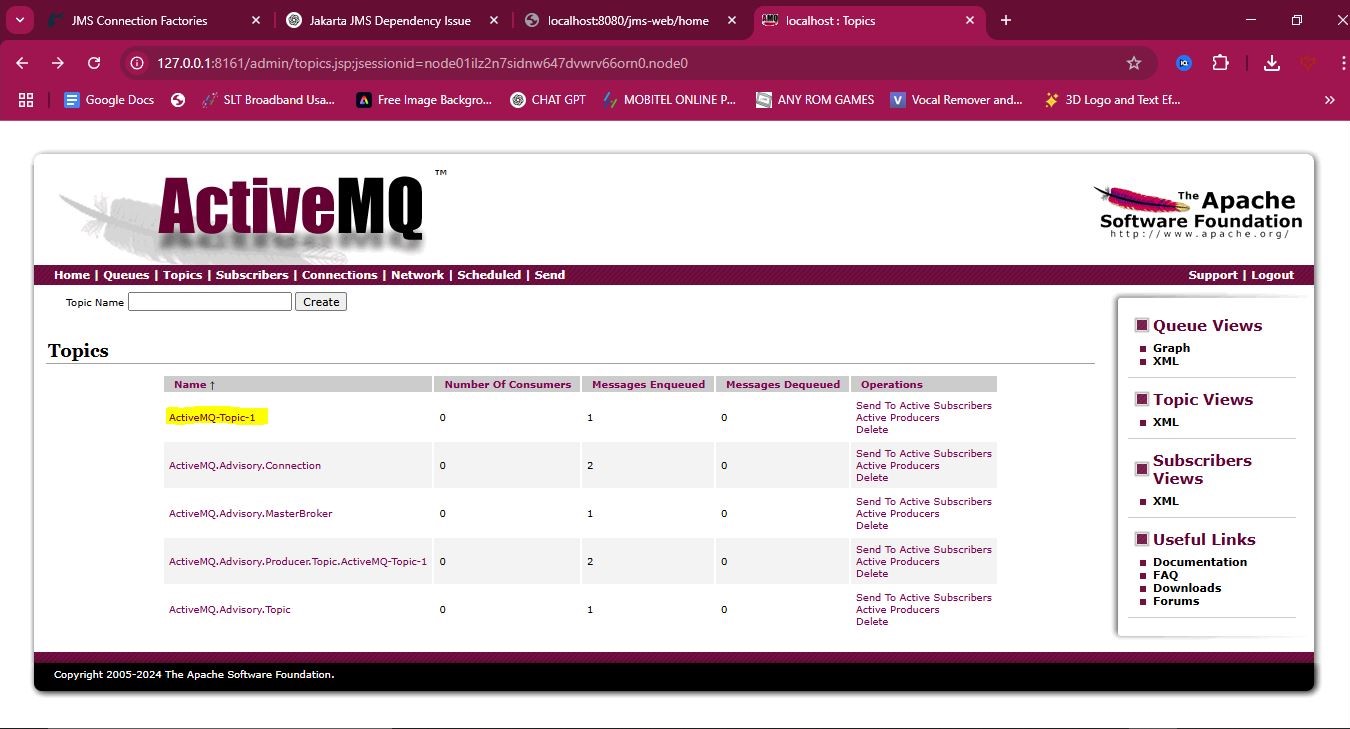 JMS Connection Factories
Jakarta JMS Dependency Issue
localhost:8080/jms-web/home
localhost : Topics
127.0.0.1:8161/admin/topics.jsp;jsessionid=node01ilz2n7sidnw647dvwrv66orn0.node0
Google Docs
SLT Broadband Usa...
Free Image Backgro...
CHAT GPT
MOBITEL ONLINE P...
ANY ROM GAMES
Vocal Remover and...
3D Logo and Text Ef...
ActiveMQ ™
The Apache
Software Foundation
http://www.apache.org/
Home | Queues | Topics | Subscribers | Connections | Network | Scheduled | Send
Support | Logout
Topic Name Create
Topics
Name ↑ Number Of Consumers Messages Enqueued Messages Dequeued Operations
ActiveMQ-Topic-1 0 1 0
Send To Active Subscribers
Active Producers
Delete
ActiveMQ.Advisory.Connection 0 2 0
Send To Active Subscribers
Active Producers
Delete
ActiveMQ.Advisory.MasterBroker 0 1 0
Send To Active Subscribers
Active Producers
Delete
ActiveMQ.Advisory.Producer.Topic.ActiveMQ-Topic-1 0 2 0
Send To Active Subscribers
Active Producers
Delete
ActiveMQ.Advisory.Topic 0 1 0
Send To Active Subscribers
Active Producers
Delete
Queue Views
Graph
XML
Topic Views
XML
Subscribers
Views
XML
Useful Links
Documentation
FAQ
Downloads
Forums
Copyright 2005-2024 The Apache Software Foundation.